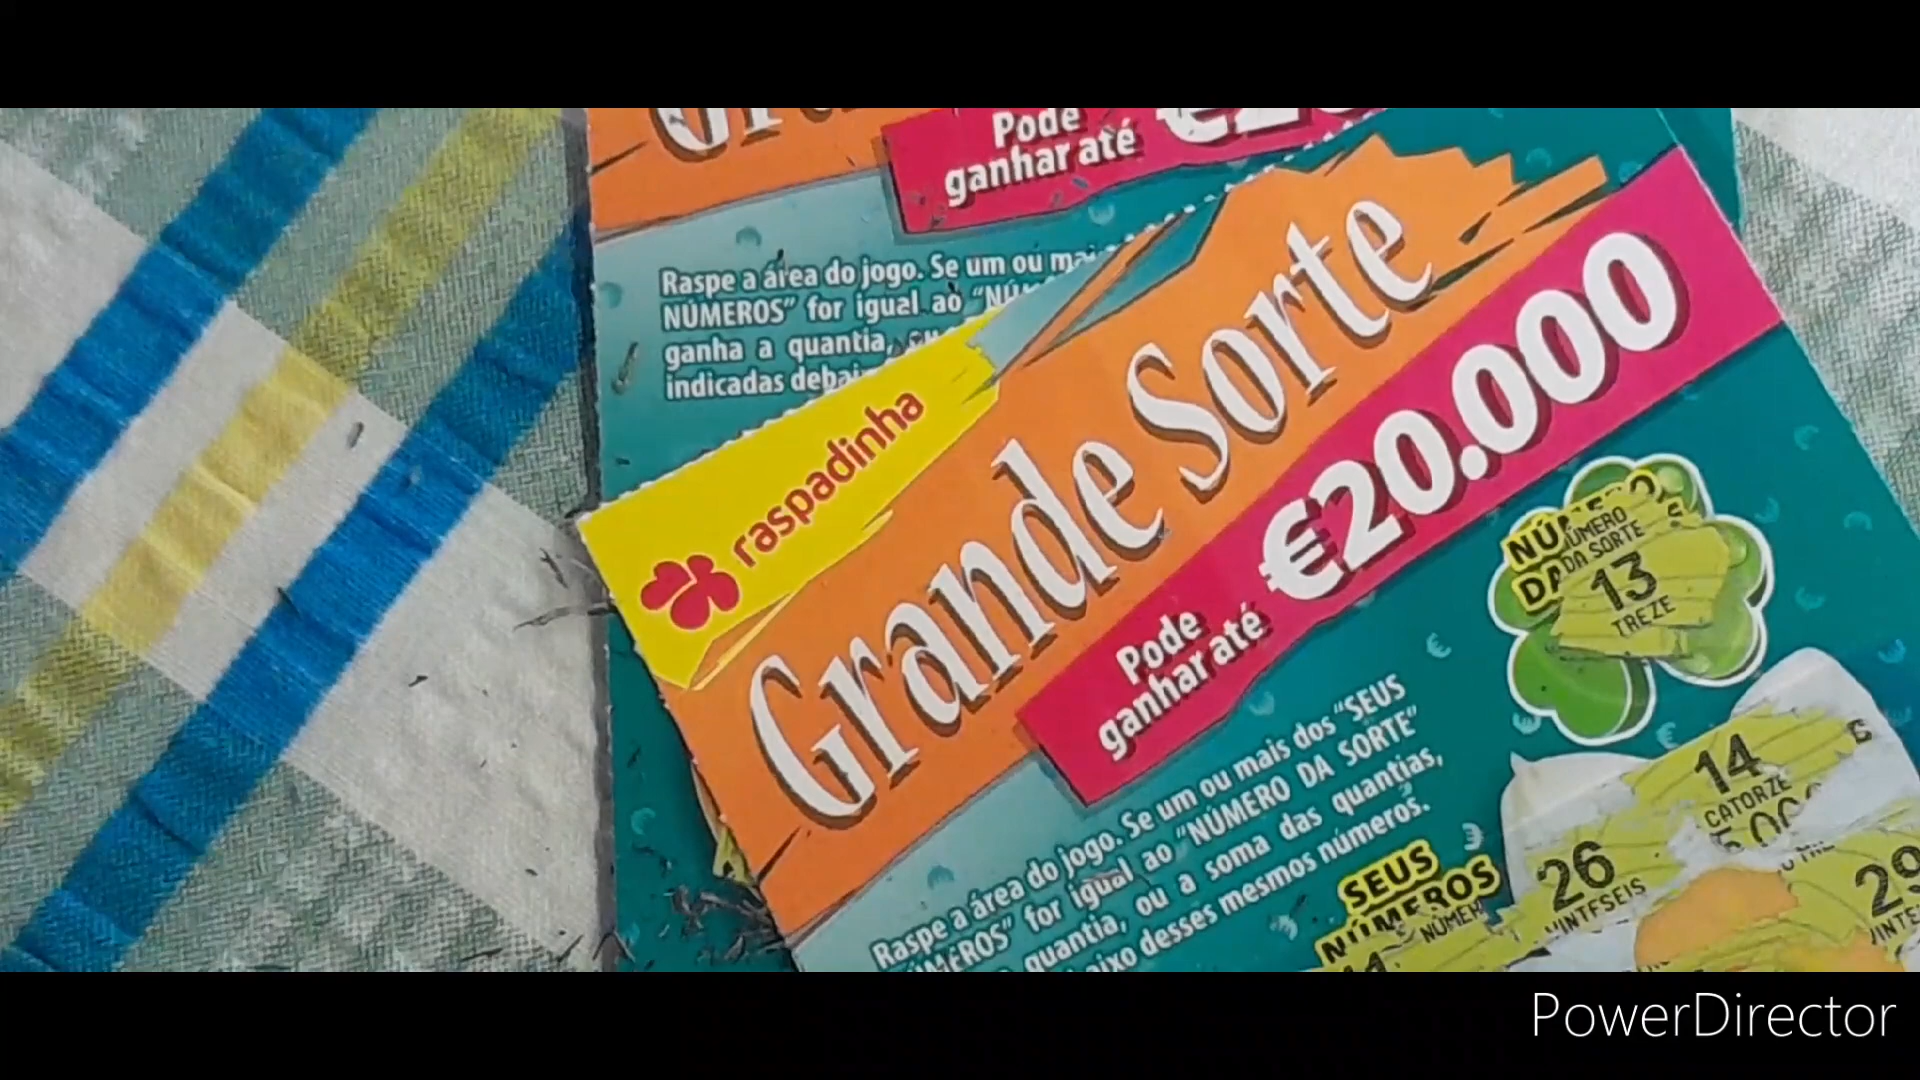 Pode
ganhar até
Raspe a área do jogo. Se um ou
NÚMEROS" for igual ao
ganha a quantia,
indicadas
raspadinha
Grande Sorte
Pode
ganhar até
€20.000
NÚMERO
DA SORTE
13
TREZE
Raspe a área do jogo. Se um ou mais dos "SEUS
NÚMEROS" for igual ao "NÚMERO DA SORTE"
quantia, ou a soma das quantias,
desses mesmos números.
14
CATORZE
SEUS
NÚMEROS
26
VINTESEIS
29
PowerDirector